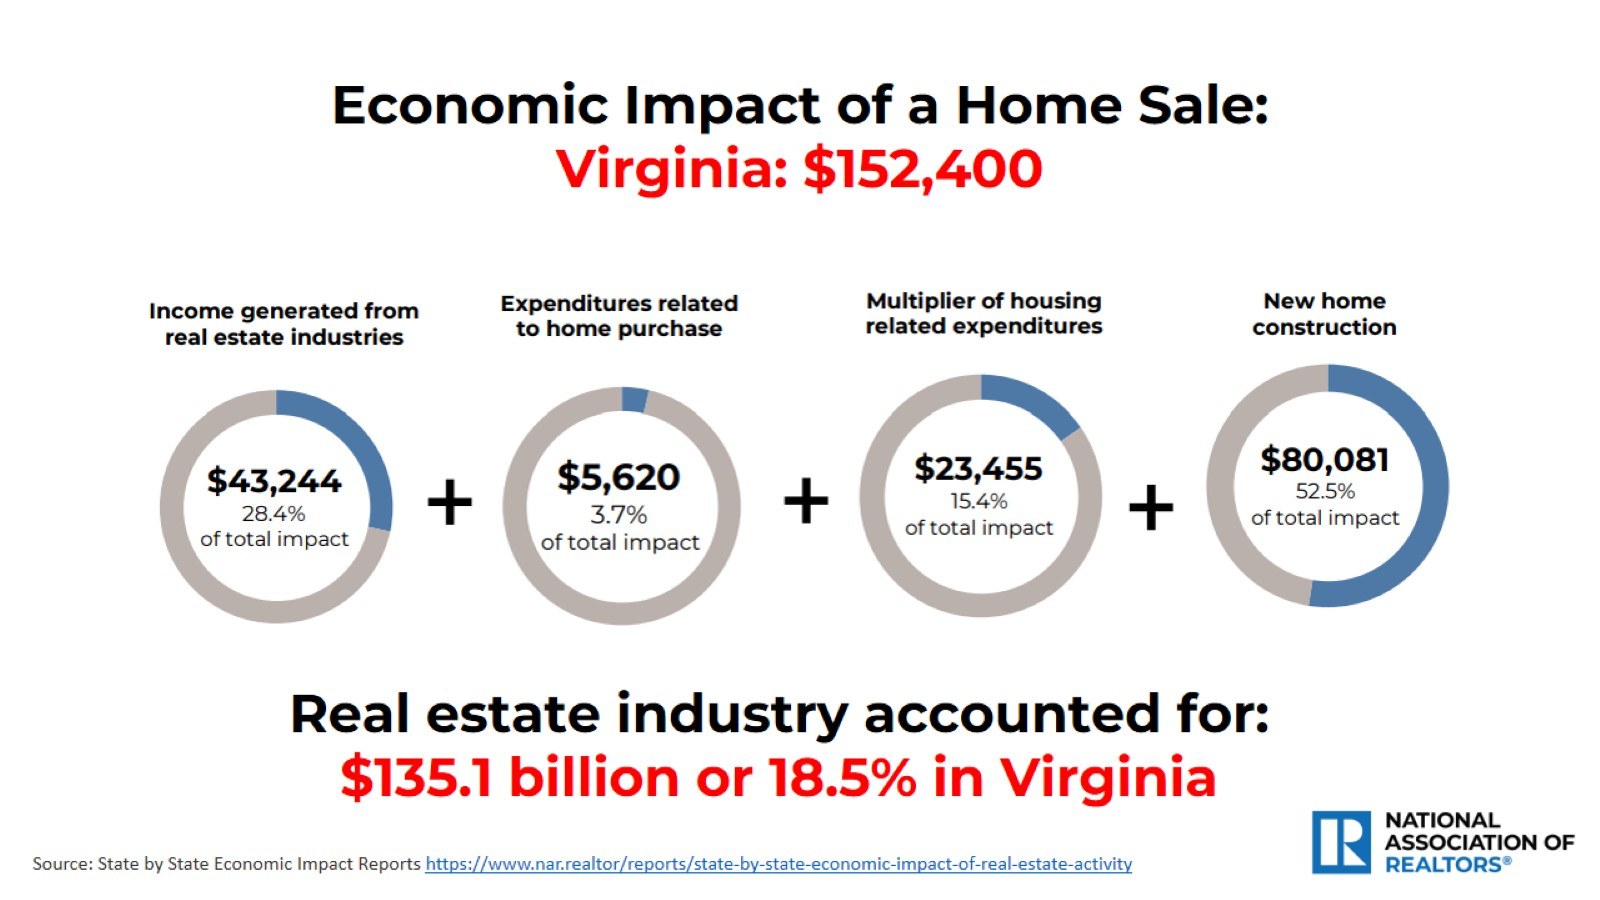 Economic Impact of a Home Sale:
Virginia: $152,400
Income generated from
real estate industries
Expenditures related
to home purchase
Multiplier of housing
related expenditures
New home
construction
$43,244
28.4%
of total impact
+
$5,620
3.7%
of total impact
+
$23,455
15.4%
of total impact
+
$80,081
52.5%
of total impact
Real estate industry accounted for:
$135.1 billion or 18.5% in Virginia
Source: State by State Economic Impact Reports https://www.nar.realtor/reports/state-by-state-economic-impact-of-real-estate-activity
R
NATIONAL
ASSOCIATION OF
REALTORS®